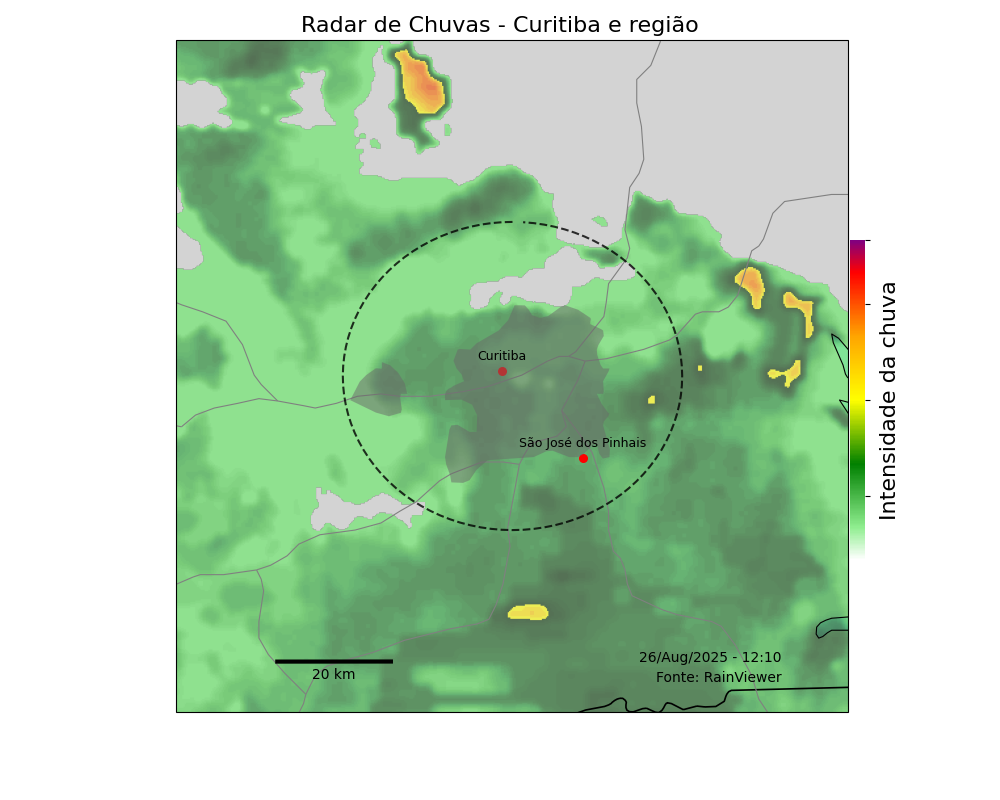 Radar de Chuvas - Curitiba e região
Curitiba
São José dos Pinhais
Intensidade da chuva
20 km
26/Aug/2025 - 12:10
Fonte: RainViewer